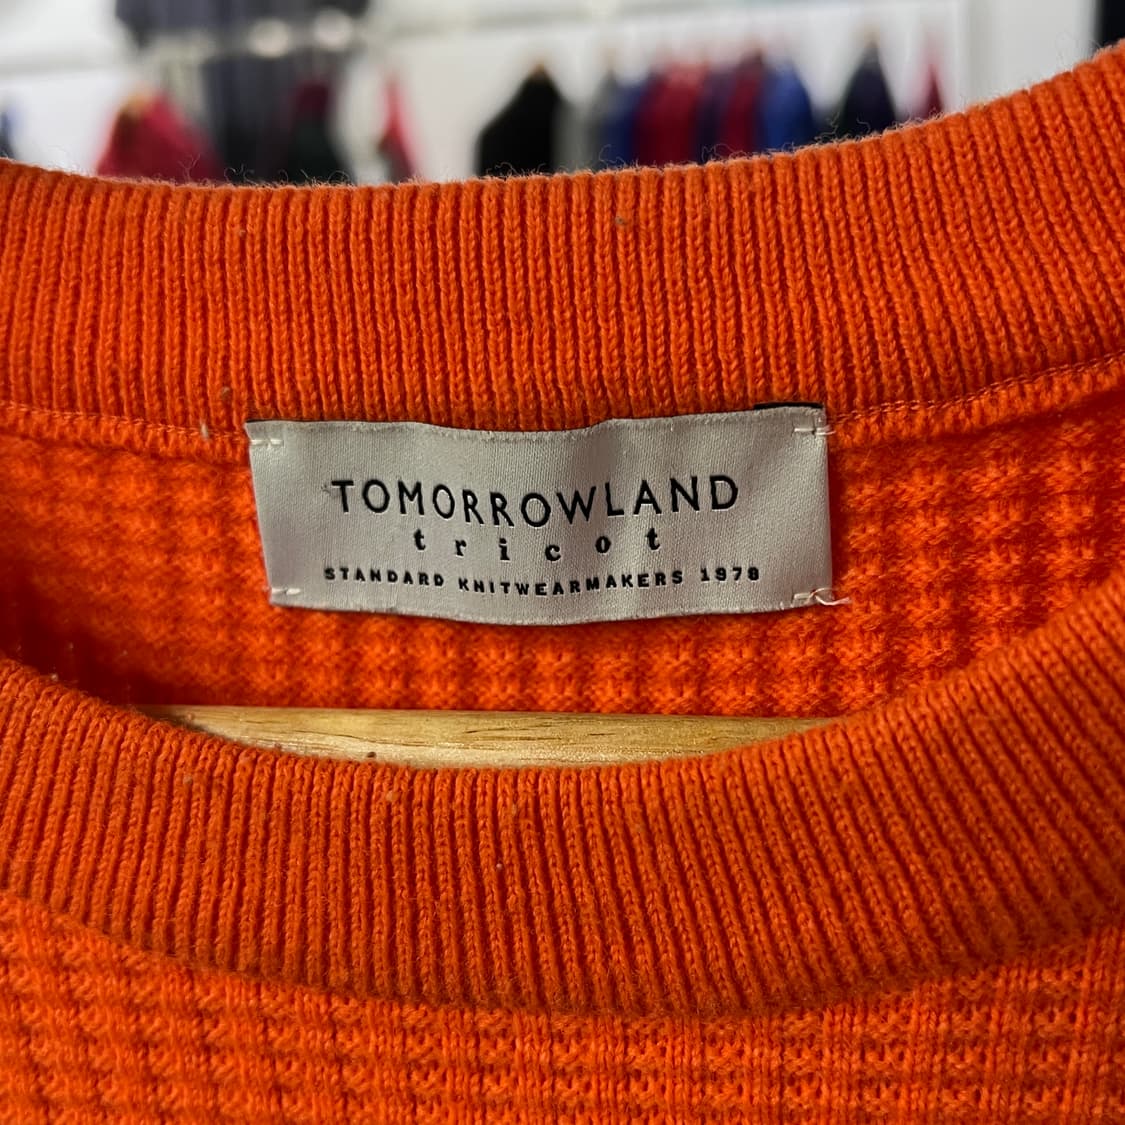 TOMORROWLAND
tricot
STANDARD KNITWEARMAKERS 1978